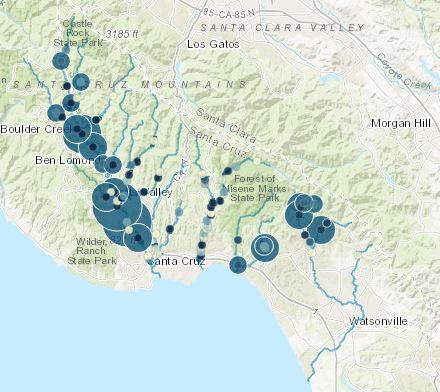 85-CA-85 N
Castle
Rock
State Park
3185 ft
SANTA CLARA VALLEY
Los Gatos
SANTA CRUZ MOUNTAINS
Coyote Creek
Santa Clara
Santa Cruz
Morgan Hill
Boulder Creek
Ben Lomond
Forest of
Nisene Marks
State Park
Valley
Wilder
Ranch
State Park
Santa Cruz
Watsonville